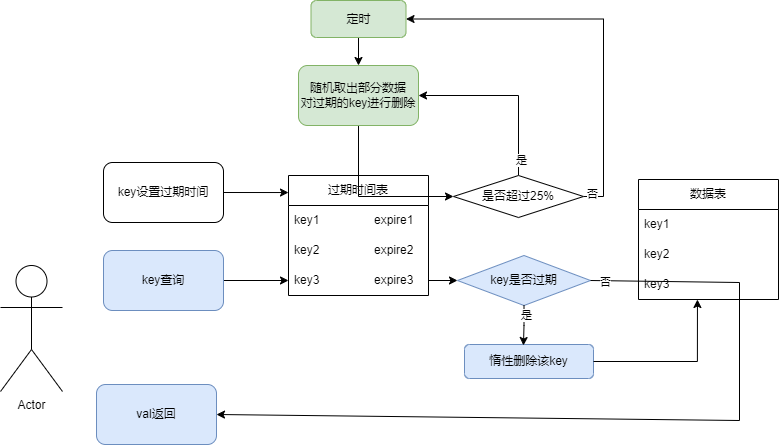 定时
随机取出部分数据
对过期的key进行删除
是
key设置过期时间
过期时间表
是否超过25%
否
数据表
key1
expire1
key1
key2
expire2
key2
key查询
key3
expire3
key是否过期
否
key3
是
惰性删除该key
Actor
val返回